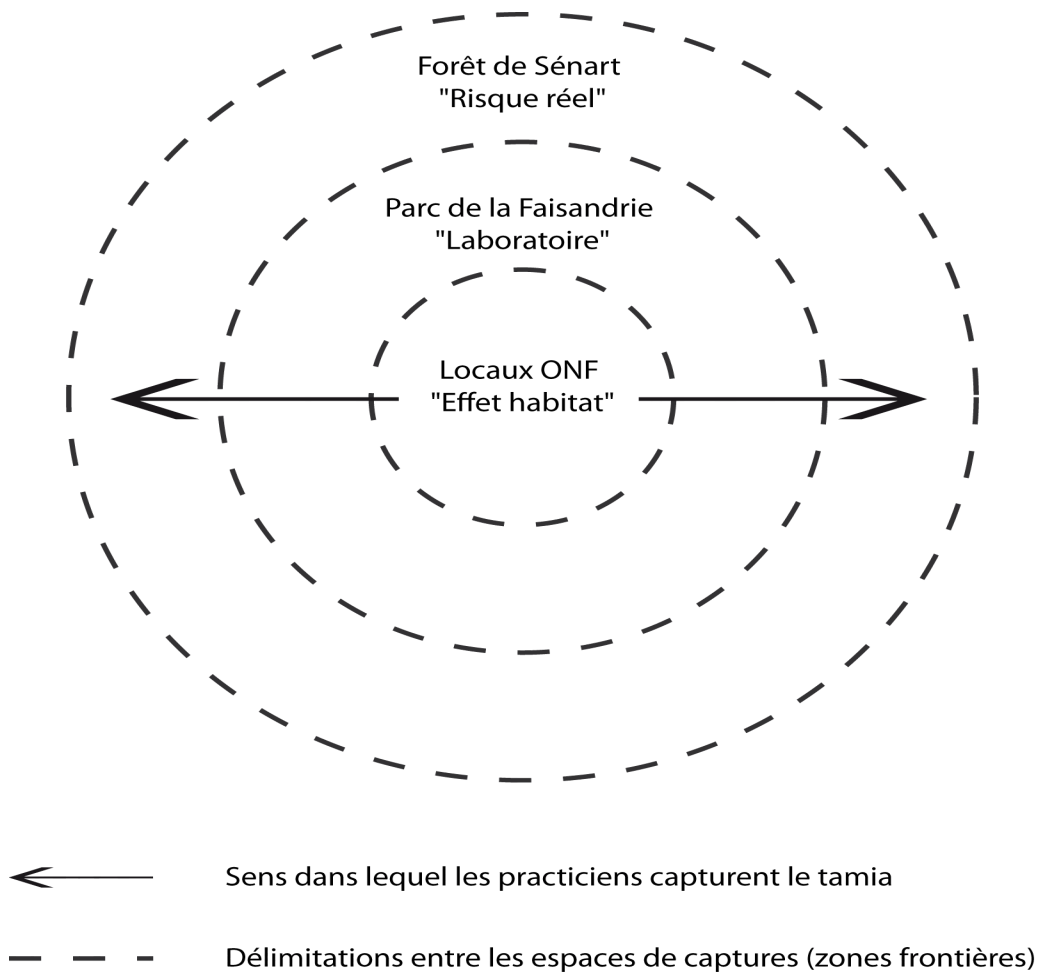 Forêt de Sénart
"Risque réel"
Parc de la Faisandrie
"Laboratoire"
Locaux ONF
"Effet habitat"
Sens dans lequel les practiciens capturent le tamia
Délimitations entre les espaces de captures (zones frontières)